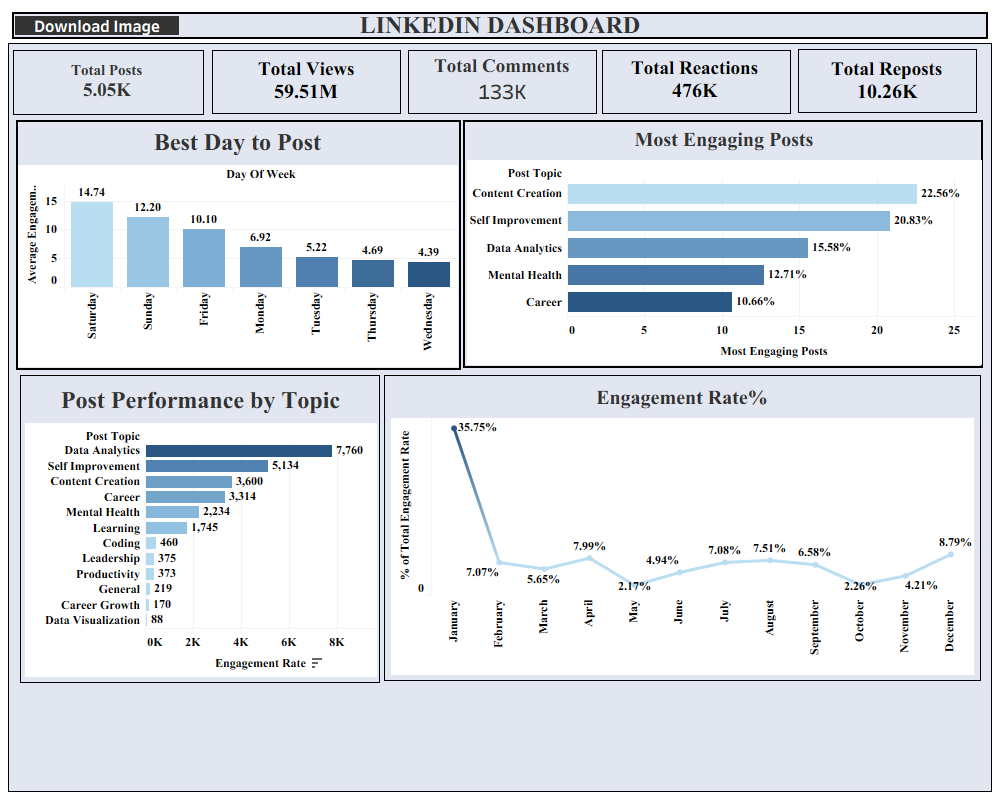 Download Image
LINKEDIN DASHBOARD
Total Posts
5.05K
Total Views
59.51M
Total Comments
133K
Total Reactions
476K
Total Reposts
10.26K
Best Day to Post
Day Of Week
Average Engagem..
15
10
5
0
14.74
12.20
10.10
6.92
5.22
4.69
4.39
Saturday
Sunday
Friday
Monday
Tuesday
Thursday
Wednesday
Most Engaging Posts
Post Topic
Content Creation 22.56%
Self Improvement 20.83%
Data Analytics 15.58%
Mental Health 12.71%
Career 10.66%
0 5 10 15 20 25
Most Engaging Posts
Post Performance by Topic
Post Topic
Data Analytics 7,760
Self Improvement 5,134
Content Creation 3,600
Career 3,314
Mental Health 2,234
Learning 1,745
Coding 460
Leadership 375
Productivity 373
General 219
Career Growth 170
Data Visualization 88
0K 2K 4K 6K 8K
Engagement Rate
Engagement Rate%
% of Total Engagement Rate
0
35.75%
7.07%
5.65%
7.99%
2.17%
4.94%
7.08%
7.51%
6.58%
2.26%
4.21%
8.79%
January
February
March
April
May
June
July
August
September
October
November
December